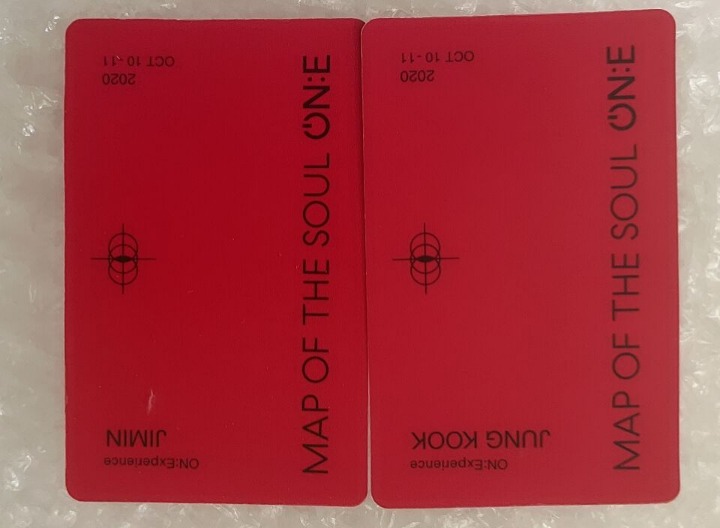 ON:Experience
JIMIN
2020
OCT 10 -11
MAP OF THE SOUL ON:E
ON:Experience
JUNG KOOK
2020
OCT 10 -11
MAP OF THE SOUL ON:E